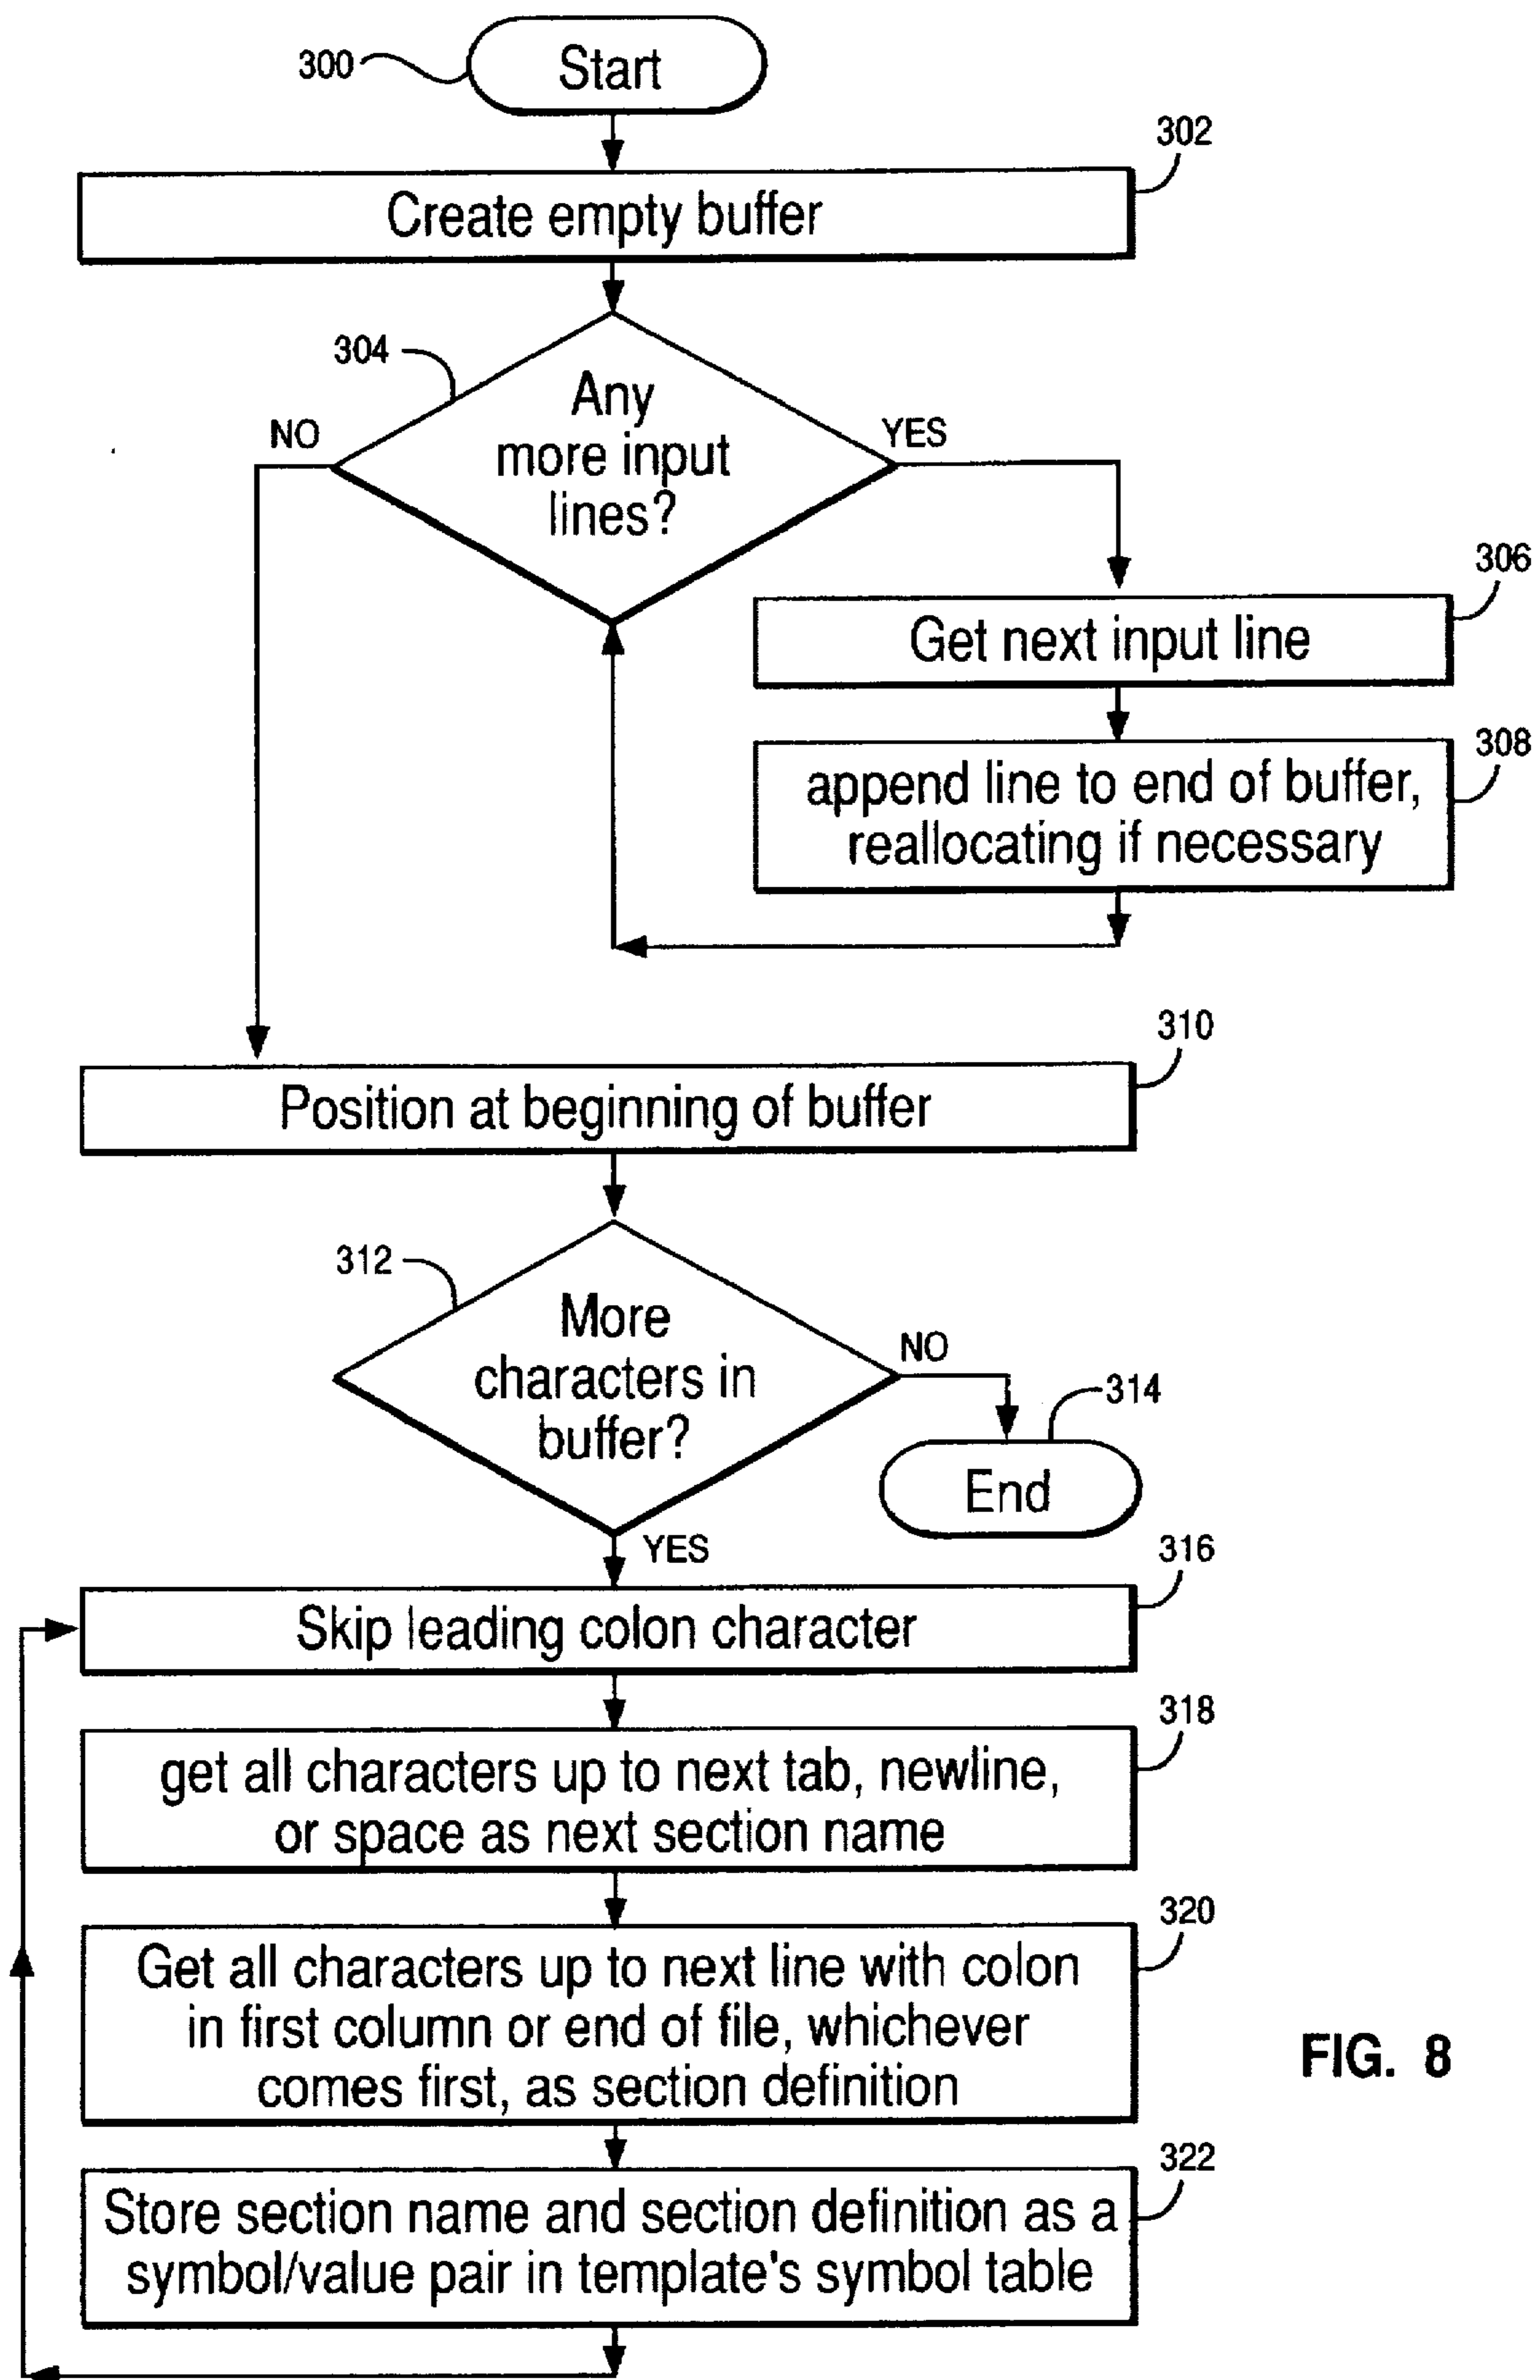 300
Start
302
Create empty buffer
304
Any
more input
lines?
NO
YES
306
Get next input line
308
append line to end of buffer,
reallocating if necessary
310
Position at beginning of buffer
312
More
characters in
buffer?
NO
314
End
YES
316
Skip leading colon character
318
get all characters up to next tab, newline,
or space as next section name
320
Get all characters up to next line with colon
in first column or end of file, whichever
comes first, as section definition
FIG. 8
322
Store section name and section definition as a
symbol/value pair in template's symbol table